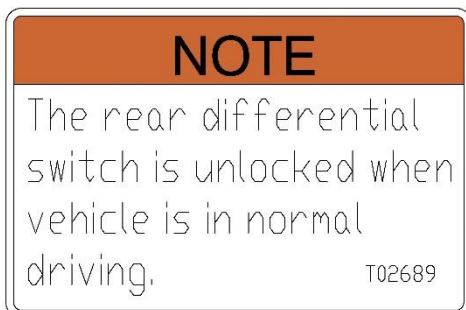 NOTE
The rear differential
switch is unlocked when
vehicle is in normal
driving.
T02689